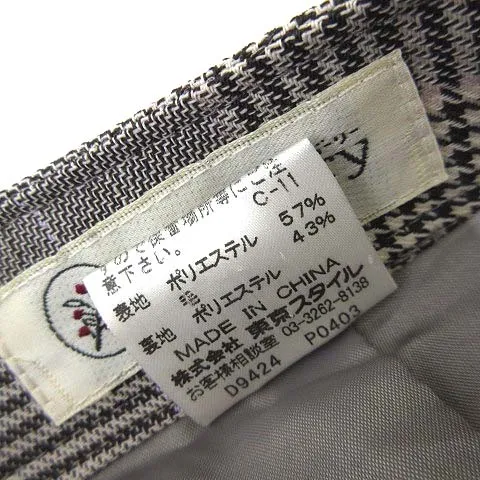 すので保管場所等にご注
意下さい。 C-11
表地 ポリエステル 57%
43%
裏地 ポリエステル
MADE IN CHINA
株式会社 東京スタイル
お客様相談室 03-3262-8138
D9424 P0403